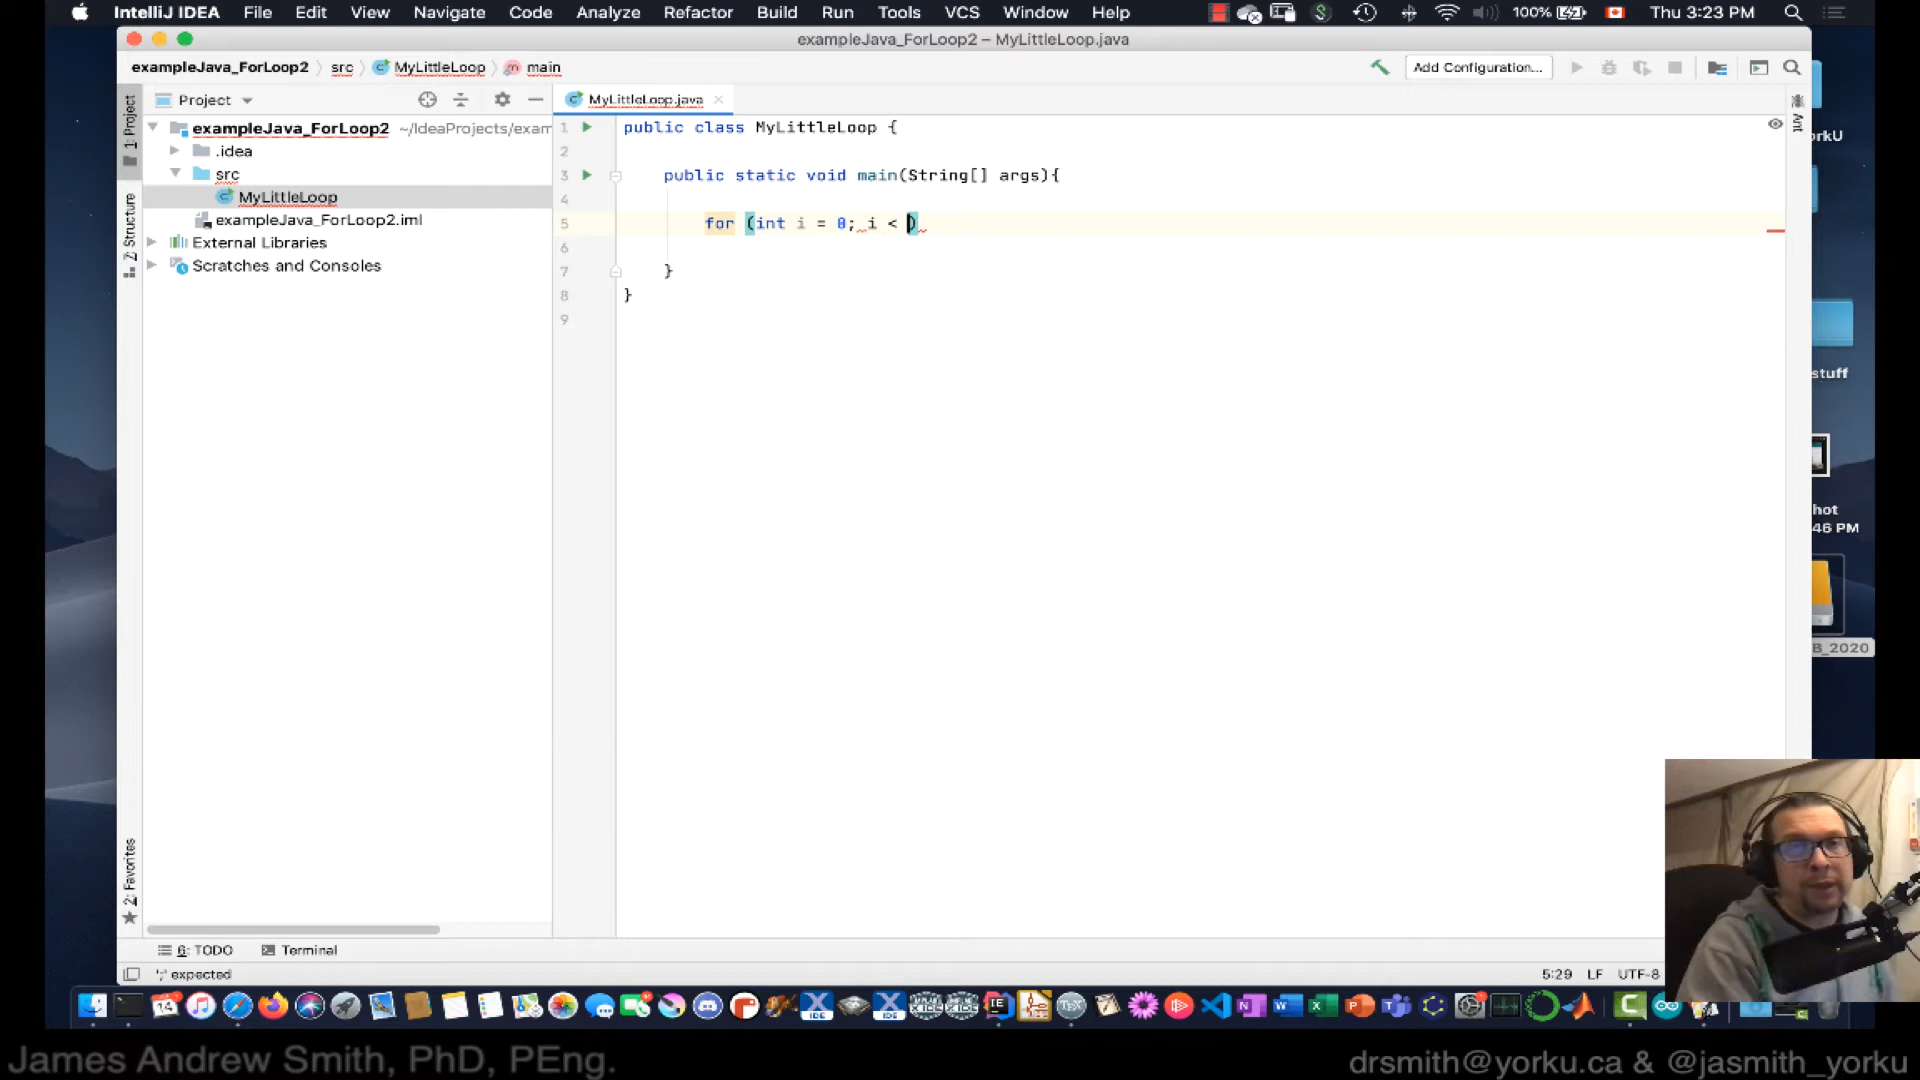 IntelliJ IDEA File Edit View Navigate Code Analyze Refactor Build Run Tools VCS Window Help 100% Thu 3:23 PM
exampleJava_ForLoop2 – MyLittleLoop.java
exampleJava_ForLoop2 src MyLittleLoop main Add Configuration...
Project MyLittleLoop.java
1: Project
Z: Structure
2: Favorites
Ant
exampleJava_ForLoop2 ~/IdeaProjects/exam
.idea
src
MyLittleLoop
exampleJava_ForLoop2.iml
External Libraries
Scratches and Consoles
1 public class MyLittleLoop {
2
3 public static void main(String[] args){
4
5 for (int i = 0; i < )
6
7 }
8 }
9
orkU
stuff
hot
46 PM
B_2020
6: TODO Terminal
';' expected 5:29 LF UTF-8
James Andrew Smith, PhD, PEng.
drsmith@yorku.ca & @jasmith_yorku